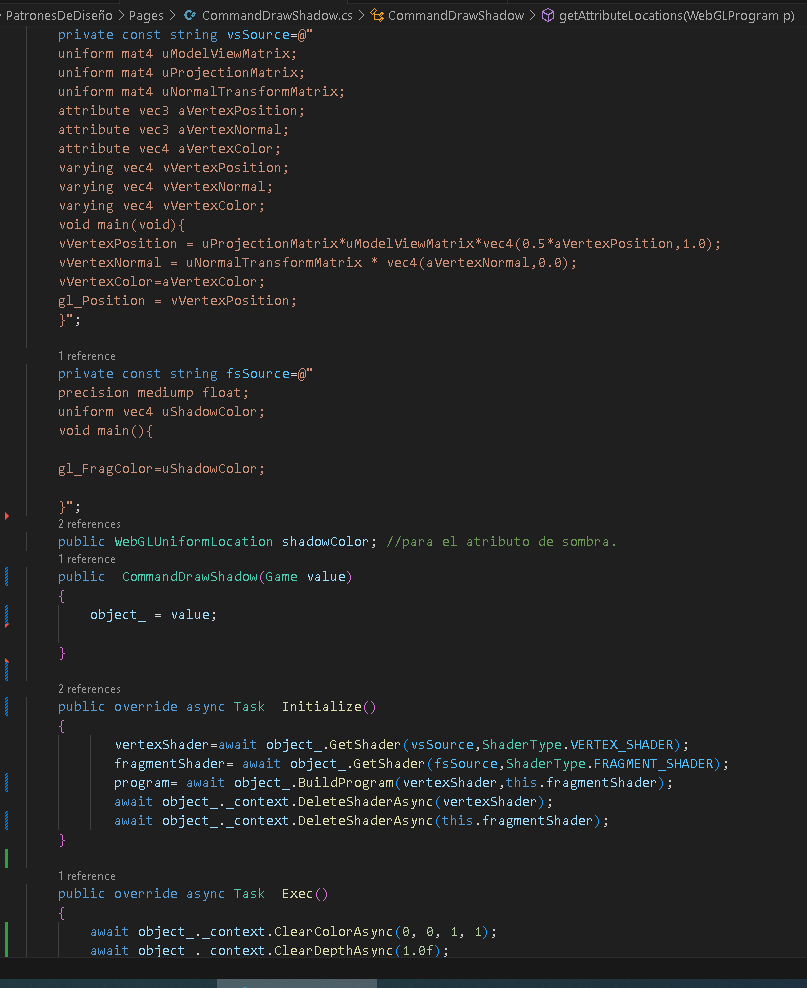 PatronesDeDiseño > Pages > CommandDrawShadow.cs > CommandDrawShadow > getAttributeLocations(WebGLProgram p)
private const string vsSource=@"
uniform mat4 uModelViewMatrix;
uniform mat4 uProjectionMatrix;
uniform mat4 uNormalTransformMatrix;
attribute vec3 aVertexPosition;
attribute vec3 aVertexNormal;
attribute vec4 aVertexColor;
varying vec4 vVertexPosition;
varying vec4 vVertexNormal;
varying vec4 vVertexColor;
void main(void){
vVertexPosition = uProjectionMatrix*uModelViewMatrix*vec4(0.5*aVertexPosition,1.0);
vVertexNormal = uNormalTransformMatrix * vec4(aVertexNormal,0.0);
vVertexColor=aVertexColor;
gl_Position = vVertexPosition;
}";
1 reference
private const string fsSource=@"
precision mediump float;
uniform vec4 uShadowColor;
void main(){
gl_FragColor=uShadowColor;
}";
2 references
public WebGLUniformLocation shadowColor; //para el atributo de sombra.
1 reference
public  CommandDrawShadow(Game value)
{
object_ = value;
}
2 references
public override async Task  Initialize()
{
vertexShader=await object_.GetShader(vsSource,ShaderType.VERTEX_SHADER);
fragmentShader= await object_.GetShader(fsSource,ShaderType.FRAGMENT_SHADER);
program= await object_.BuildProgram(vertexShader,this.fragmentShader);
await object_._context.DeleteShaderAsync(vertexShader);
await object_._context.DeleteShaderAsync(this.fragmentShader);
}
1 reference
public override async Task  Exec()
{
await object_._context.ClearColorAsync(0, 0, 1, 1);
await object_._context.ClearDepthAsync(1.0f);